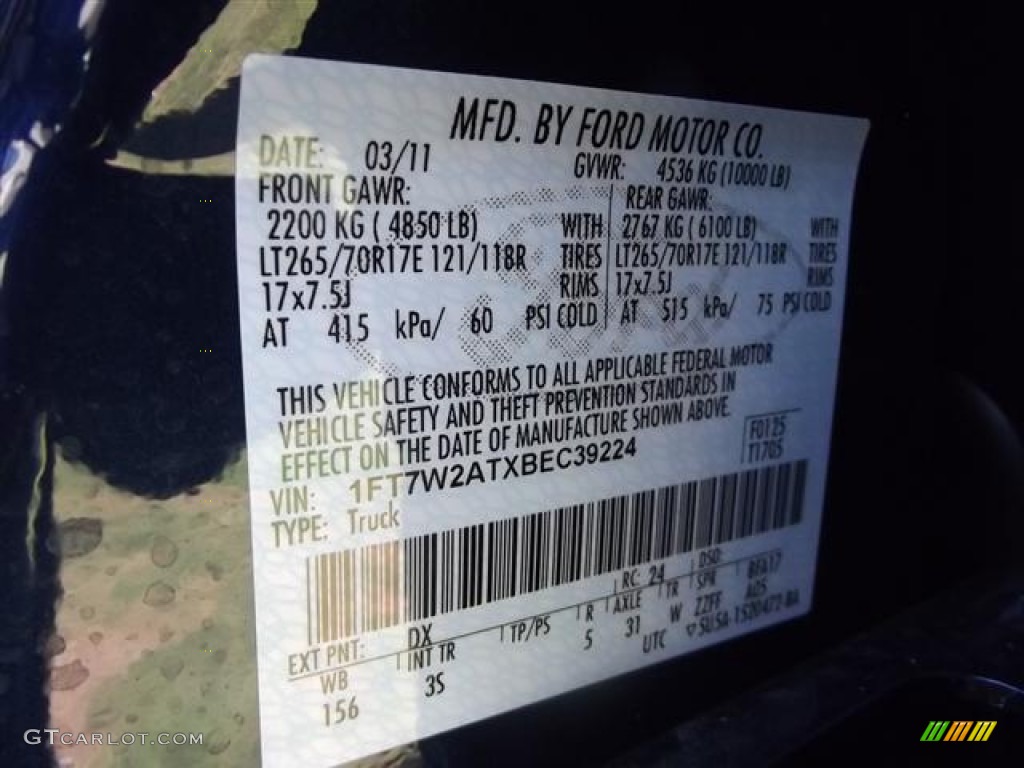 MFD. BY FORD MOTOR CO.
DATE: 03/11 GVWR: 4536 KG (10000 LB)
FRONT GAWR: REAR GAWR:
2200 KG ( 4850 LB) WITH 2767 KG ( 6100 LB) WITH
LT265/70R17E 121/118R TIRES LT265/70R17E 121/118R TIRES
17x7.5J RIMS 17x7.5J RIMS
AT 415 kPa/ 60 PSI COLD AT 515 kPa/ 75 PSI COLD
THIS VEHICLE CONFORMS TO ALL APPLICABLE FEDERAL MOTOR
VEHICLE SAFETY AND THEFT PREVENTION STANDARDS IN
EFFECT ON THE DATE OF MANUFACTURE SHOWN ABOVE.
F0125
T1705
VIN: 1FT7W2ATXBEC39224
TYPE: Truck
EXT PNT: DX RC: 24 DSO:
WB INT TR TP/PS R AXLE TR SPR BFA17
156 3S 5 31 W ZZFF A05
UTC
GTCARLOT.COM